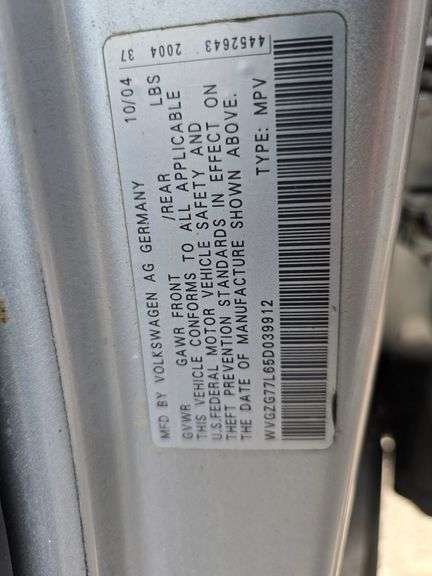 4452643
2004 37
MFD BY VOLKSWAGEN AG GERMANY 10/04
GVWR GAWR FRONT /REAR LBS
THIS VEHICLE CONFORMS TO ALL APPLICABLE
U.S.FEDERAL MOTOR VEHICLE SAFETY AND
THEFT PREVENTION STANDARDS IN EFFECT ON
THE DATE OF MANUFACTURE SHOWN ABOVE.
WVGZG77L65D039912 TYPE: MPV